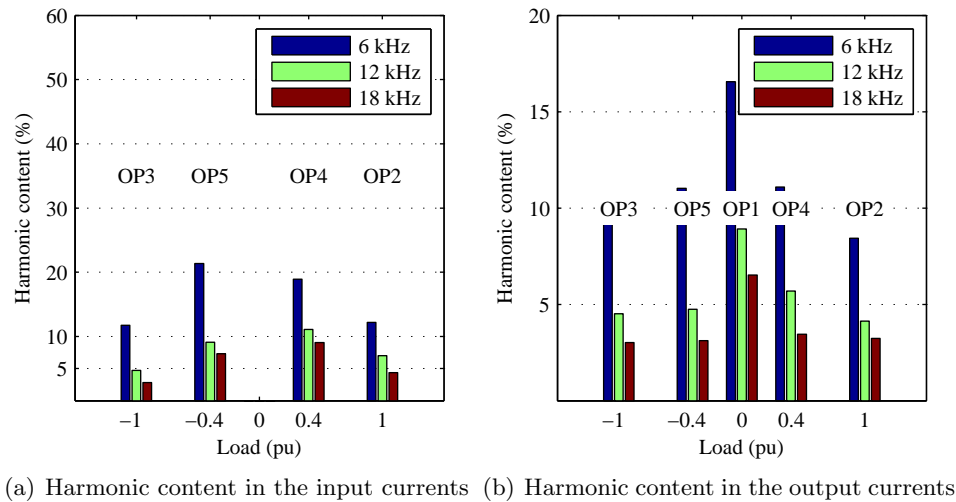 60
50
40
30
20
10
5
Harmonic content (%)
6 kHz
12 kHz
18 kHz
OP3 OP5 OP4 OP2
−1 −0.4 0 0.4 1
Load (pu)
(a) Harmonic content in the input currents
20
15
10
5
Harmonic content (%)
6 kHz
12 kHz
18 kHz
OP3 OP5 OP1 OP4 OP2
−1 −0.4 0 0.4 1
Load (pu)
(b) Harmonic content in the output currents